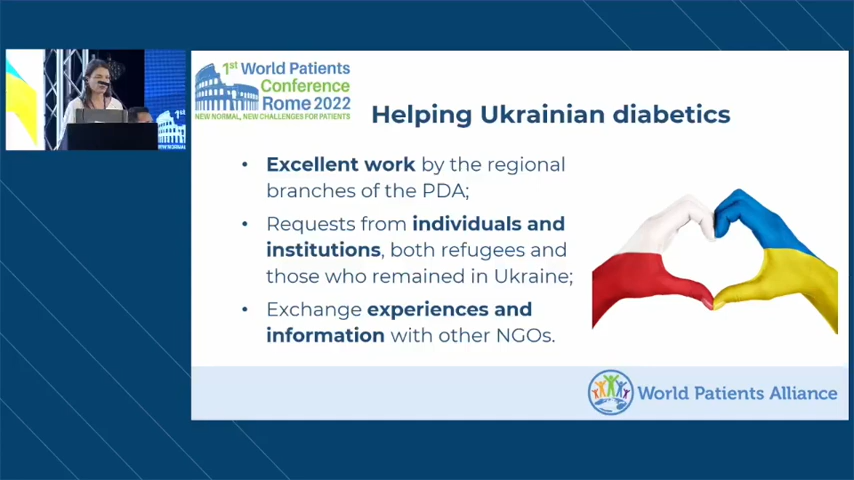 1st World Patients
Conference
Rome 2022
NEW NORMAL, NEW CHALLENGES FOR PATIENTS
Helping Ukrainian diabetics
• Excellent work by the regional
branches of the PDA;
• Requests from individuals and
institutions, both refugees and
those who remained in Ukraine;
• Exchange experiences and
information with other NGOs.
World Patients Alliance